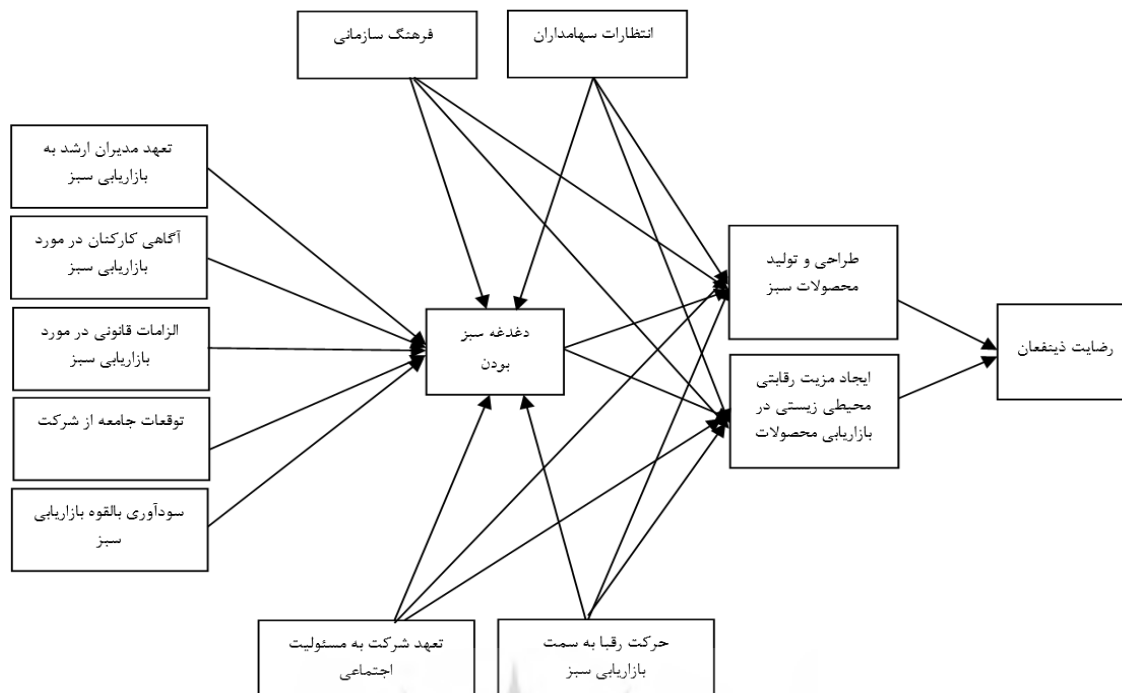 انتظارات سهامداران
فرهنگ سازمانی
تعهد مدیران ارشد به
بازاریابی سبز
آگاهی کارکنان در مورد
بازاریابی سبز
الزامات قانونی در مورد
بازاریابی سبز
توقعات جامعه از شرکت
سودآوری بالقوه بازاریابی
سبز
دغدغه سبز
بودن
طراحی و تولید
محصولات سبز
ایجاد مزیت رقابتی
محیطی زیستی در
بازاریابی محصولات
رضایت ذینفعان
حرکت رقبا به سمت
بازاریابی سبز
تعهد شرکت به مسئولیت
اجتماعی